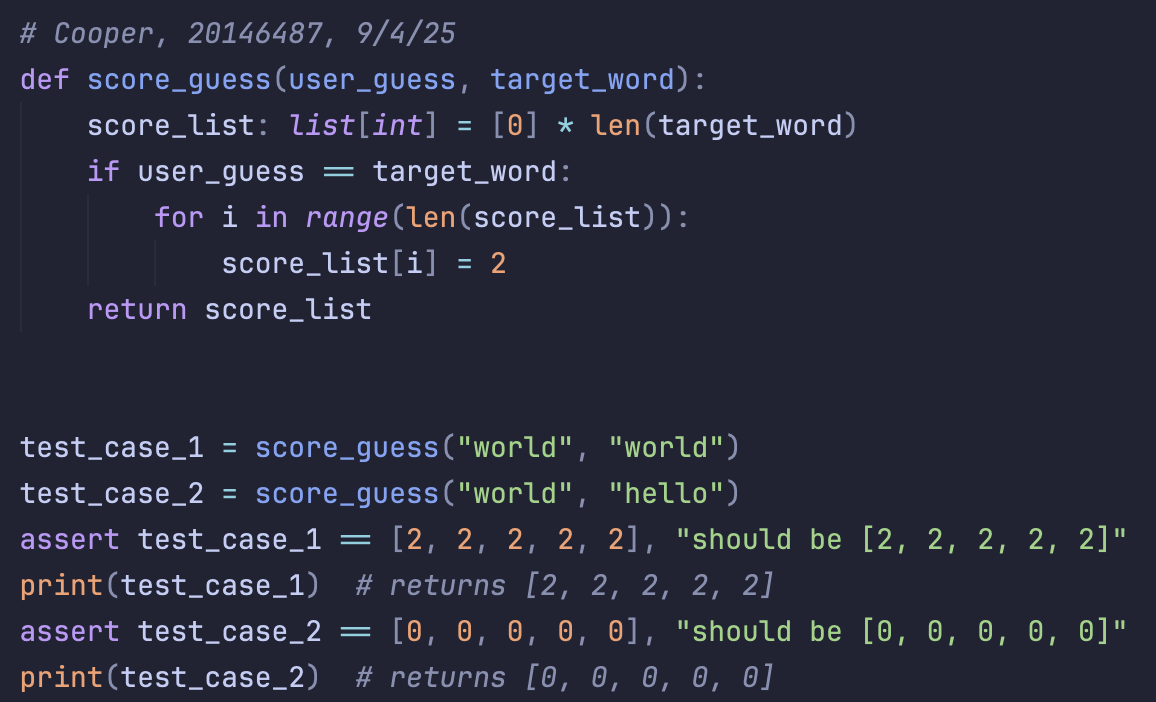 # Cooper, 20146487, 9/4/25
def score_guess(user_guess, target_word):
    score_list: list[int] = [0] * len(target_word)
    if user_guess == target_word:
        for i in range(len(score_list)):
            score_list[i] = 2
    return score_list
test_case_1 = score_guess("world", "world")
test_case_2 = score_guess("world", "hello")
assert test_case_1 == [2, 2, 2, 2, 2], "should be [2, 2, 2, 2, 2]"
print(test_case_1)  # returns [2, 2, 2, 2, 2]
assert test_case_2 == [0, 0, 0, 0, 0], "should be [0, 0, 0, 0, 0]"
print(test_case_2)  # returns [0, 0, 0, 0, 0]